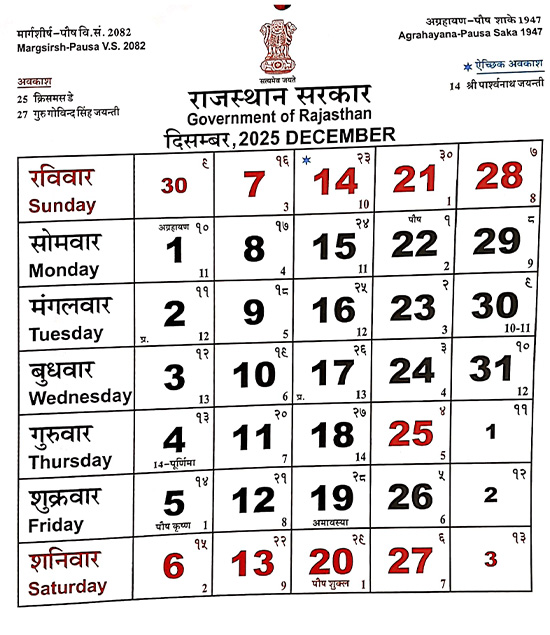 मार्गशीर्ष-पौष वि.सं. 2082
Margsirsh-Pausa V.S. 2082
अग्रहायण-पौष शाके 1947
Agrahayana-Pausa Saka 1947
अवकाश
25 क्रिसमस डे
27 गुरु गोविन्द सिंह जयन्ती
ऐच्छिक अवकाश
14 श्री पार्श्वनाथ जयन्ती
सत्यमेव जयते
राजस्थान सरकार
Government of Rajasthan
दिसम्बर, 2025 DECEMBER
रविवार Sunday
30 ९
7 १६ 3
14 २३ 10
21 ३० 1
28 ७ 8
सोमवार Monday
अग्रहायण १० 1 11
8 १७ 4
15 २४ 11
पौष १ 22 2
29 ८ 9
मंगलवार Tuesday
2 ११ प्र. 12
9 १८ 5
16 २५ 12
23 २ 3
30 ९ 10-11
बुधवार Wednesday
3 १२ 13
10 १९ 6
17 २६ प्र. 13
24 ३ 4
31 १० 12
गुरुवार Thursday
4 १३ 14-पूर्णिमा
11 २० 7
18 २७ 14
25 ४ 5
1 ११
शुक्रवार Friday
5 १४ पौष कृष्ण 1
12 २१ 8
19 २८ अमावस्या
26 ५ 6
2 १२
शनिवार Saturday
6 १५ 2
13 २२ 9
20 २९ पौष शुक्ल 1
27 ६ 7
3 १३